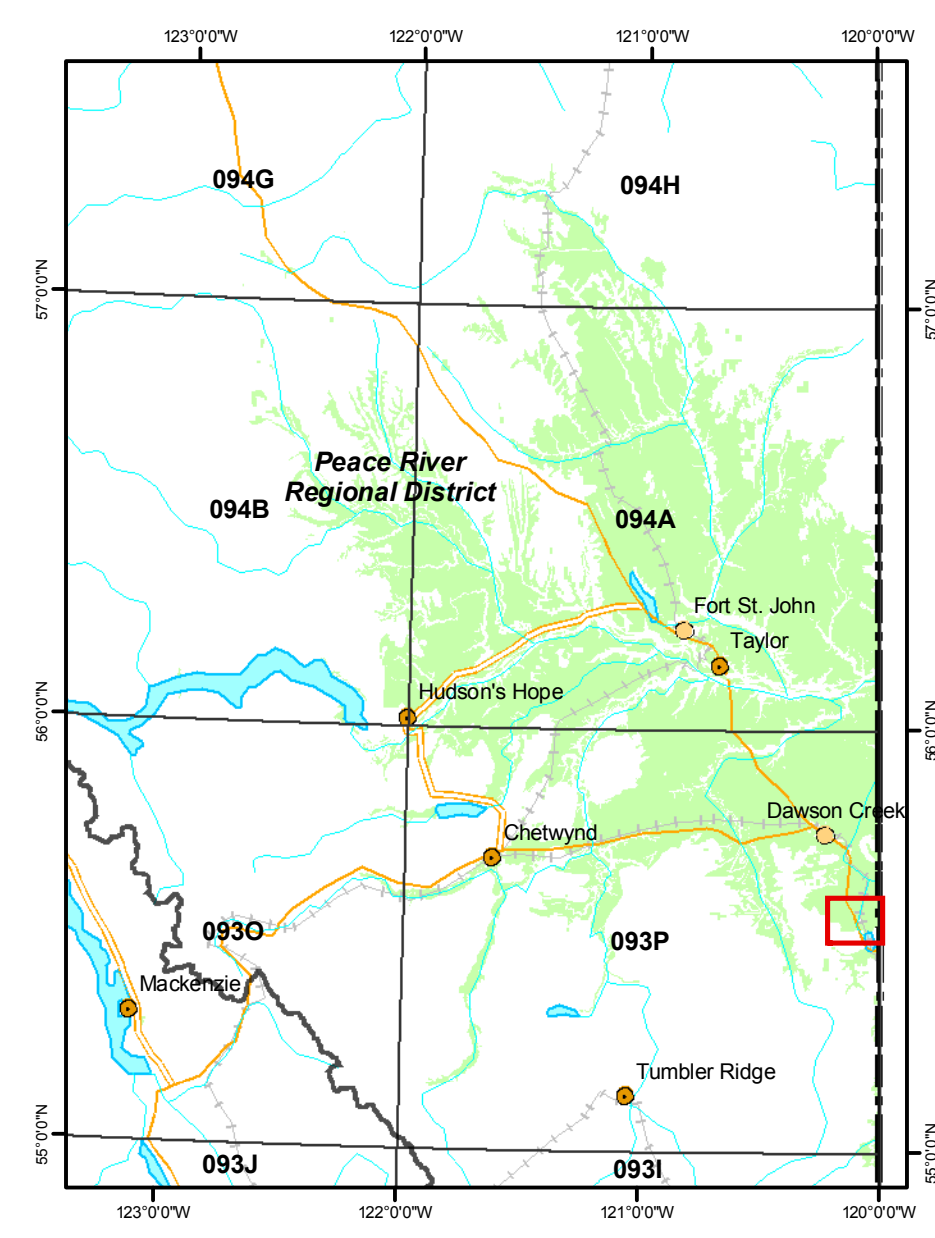 123°0'0"W
122°0'0"W
121°0'0"W
120°0'0"W
094G
094H
57°0'0"N
57°0'0"N
Peace River
Regional District
094B
094A
Fort St. John
Taylor
Hudson's Hope
56°0'0"N
56°0'0"N
Dawson Creek
Chetwynd
093O
093P
Mackenzie
Tumbler Ridge
55°0'0"N
55°0'0"N
093J
093I
123°0'0"W
122°0'0"W
121°0'0"W
120°0'0"W